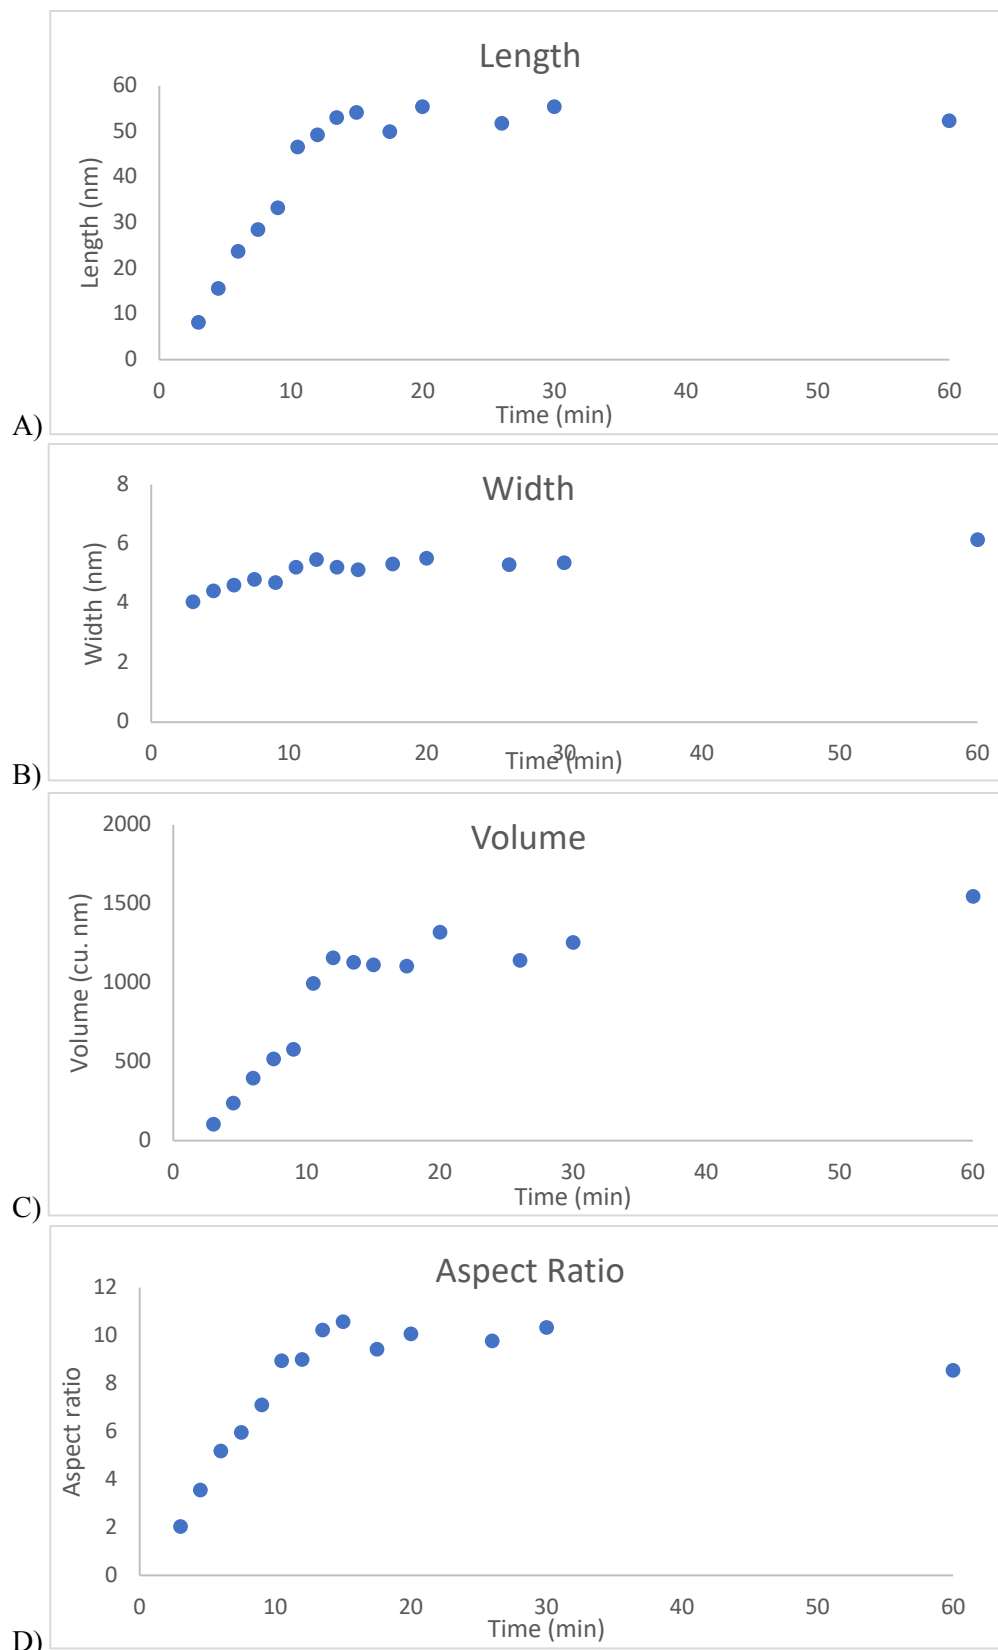 Length
60
50
40
30
20
10
0
Length (nm)
0 10 20 30 40 50 60
Time (min)
A)
Width
8
6
4
2
0
Width (nm)
0 10 20 30 40 50 60
Time (min)
B)
Volume
2000
1500
1000
500
0
Volume (cu. nm)
0 10 20 30 40 50 60
Time (min)
C)
Aspect Ratio
12
10
8
6
4
2
0
Aspect ratio
0 10 20 30 40 50 60
Time (min)
D)